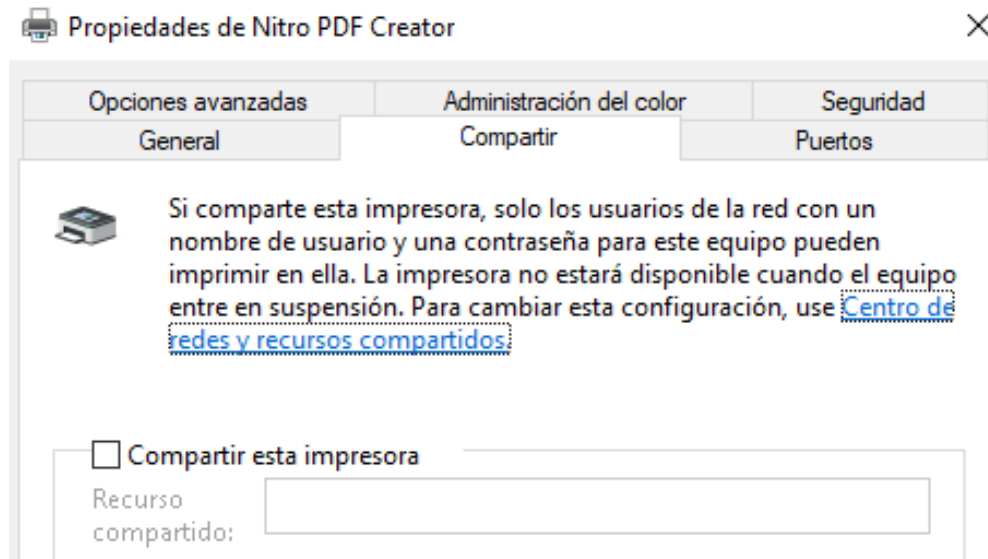 Propiedades de Nitro PDF Creator
Opciones avanzadas Administración del color Seguridad
General Compartir Puertos
Si comparte esta impresora, solo los usuarios de la red con un
nombre de usuario y una contraseña para este equipo pueden
imprimir en ella. La impresora no estará disponible cuando el equipo
entre en suspensión. Para cambiar esta configuración, use Centro de
redes y recursos compartidos.
Compartir esta impresora
Recurso
compartido: